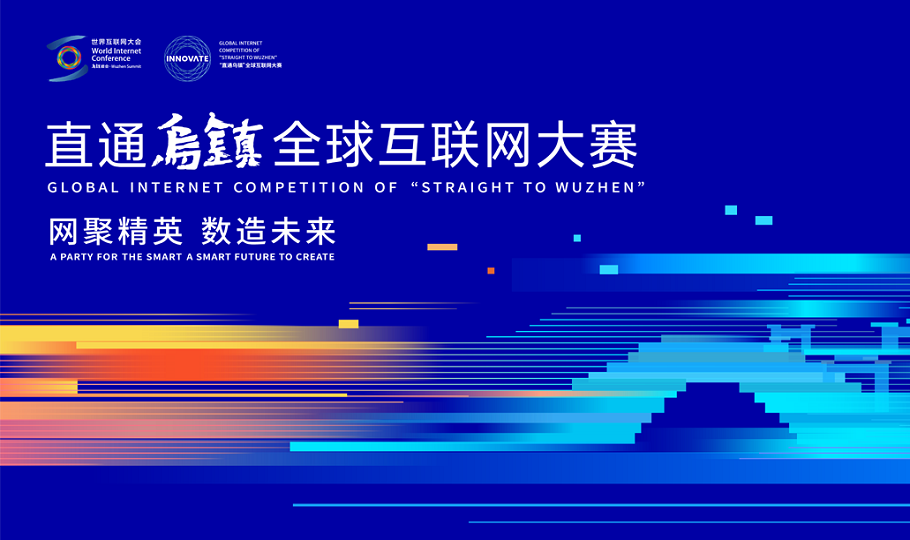 世界互联网大会
World Internet
Conference
乌镇峰会 · Wuzhen Summit
INNOVATE
GLOBAL INTERNET
COMPETITION OF
"STRAIGHT TO WUZHEN"
"直通乌镇"全球互联网大赛
直通烏鎮全球互联网大赛
GLOBAL INTERNET COMPETITION OF “STRAIGHT TO WUZHEN”
网聚精英 数造未来
A PARTY FOR THE SMART A SMART FUTURE TO CREATE